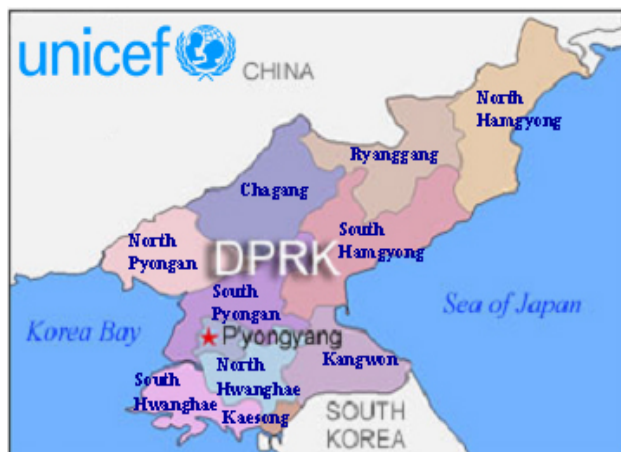 unicef
CHINA
North
Hamgyong
Ryanggang
Chagang
South
Hamgyong
North
Pyongan
DPRK
South
Pyongan
Sea of Japan
Korea Bay
P'yongyang
Kangwon
North
Hwanghae
South
Hwanghae
Kaesong
SOUTH
KOREA